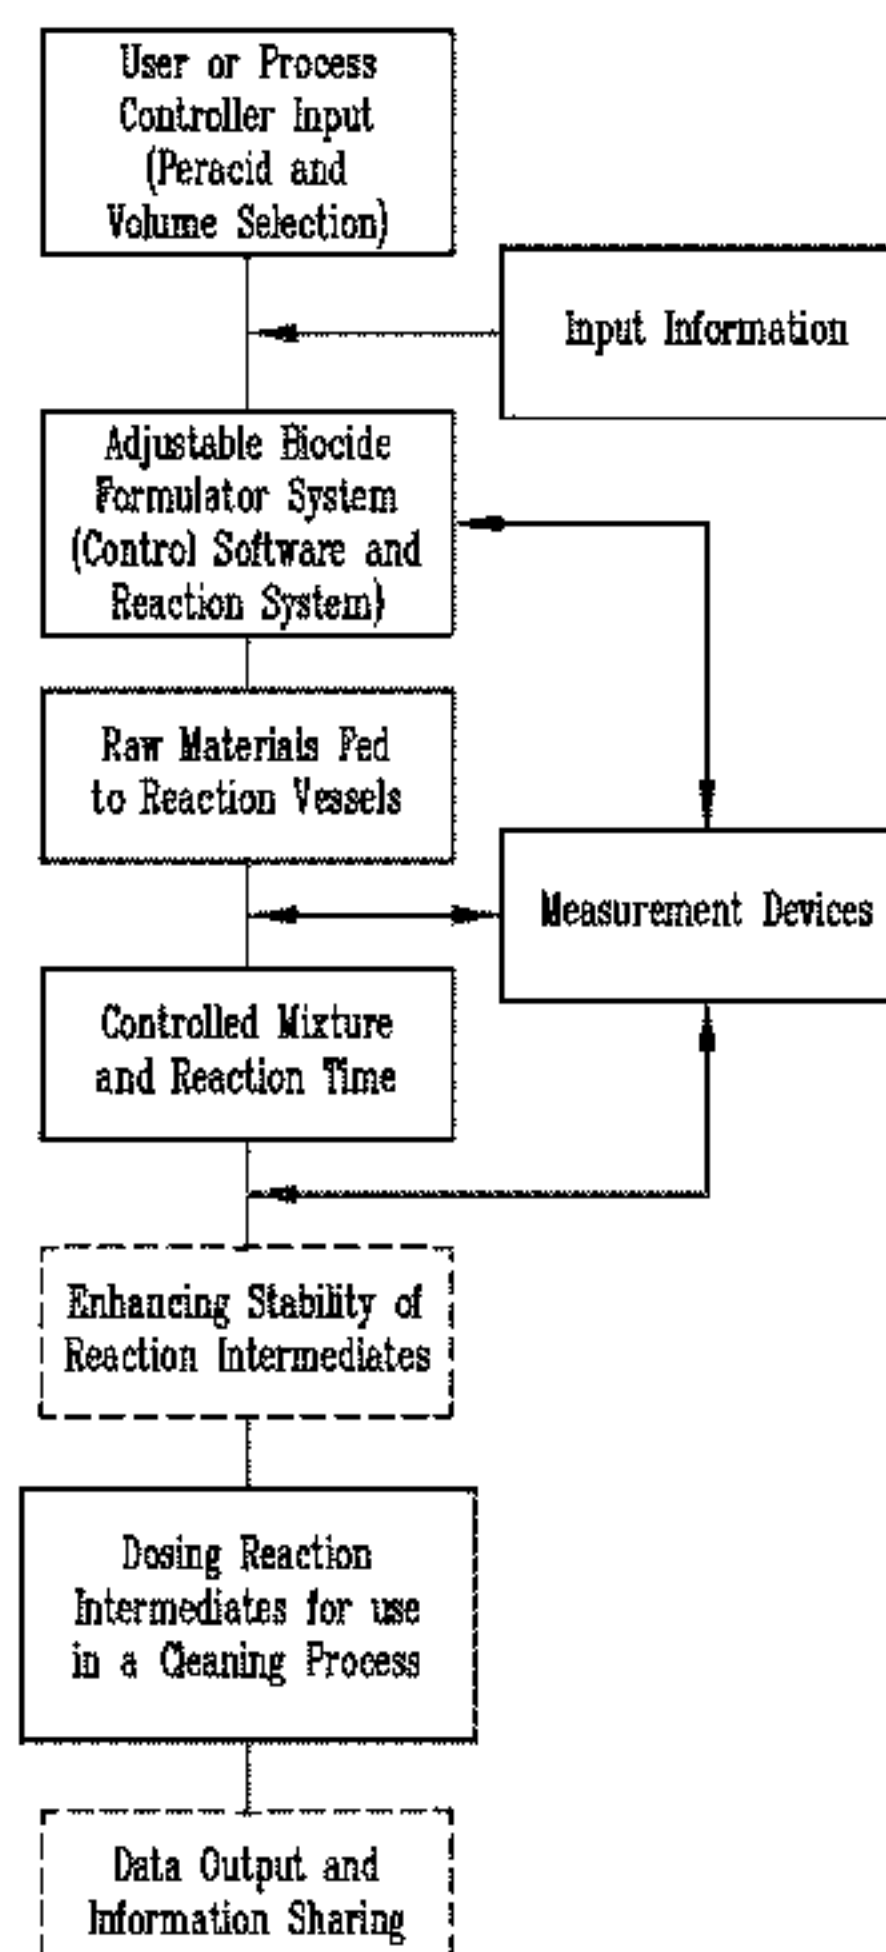 User or Process
Controller Input
(Peracid and
Volume Selection)
Input Information
Adjustable Biocide
Formulator System
(Control Software and
Reaction System)
Raw Materials Fed
to Reaction Vessels
Measurement Devices
Controlled Mixture
and Reaction Time
Enhancing Stability of
Reaction Intermediates
Dosing Reaction
Intermediates for use
in a Cleaning Process
Data Output and
Information Sharing